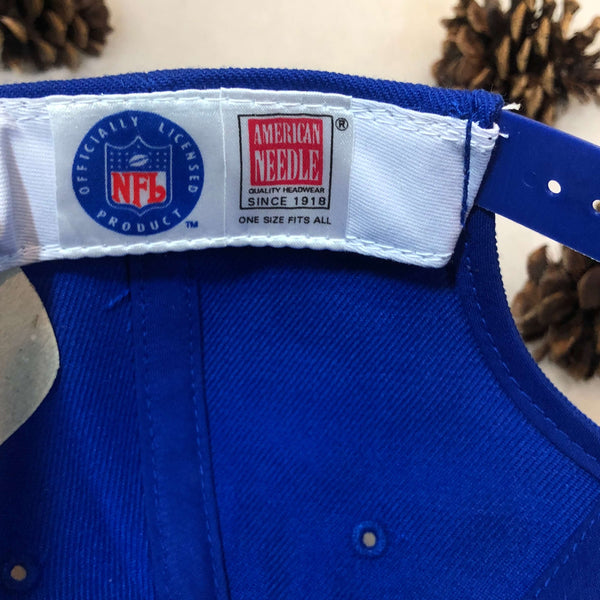 OFFICIALLY LICENSED
NFL
PRODUCT
TM
AMERICAN
NEEDLE
®
QUALITY HEADWEAR
SINCE 1918
ONE SIZE FITS ALL